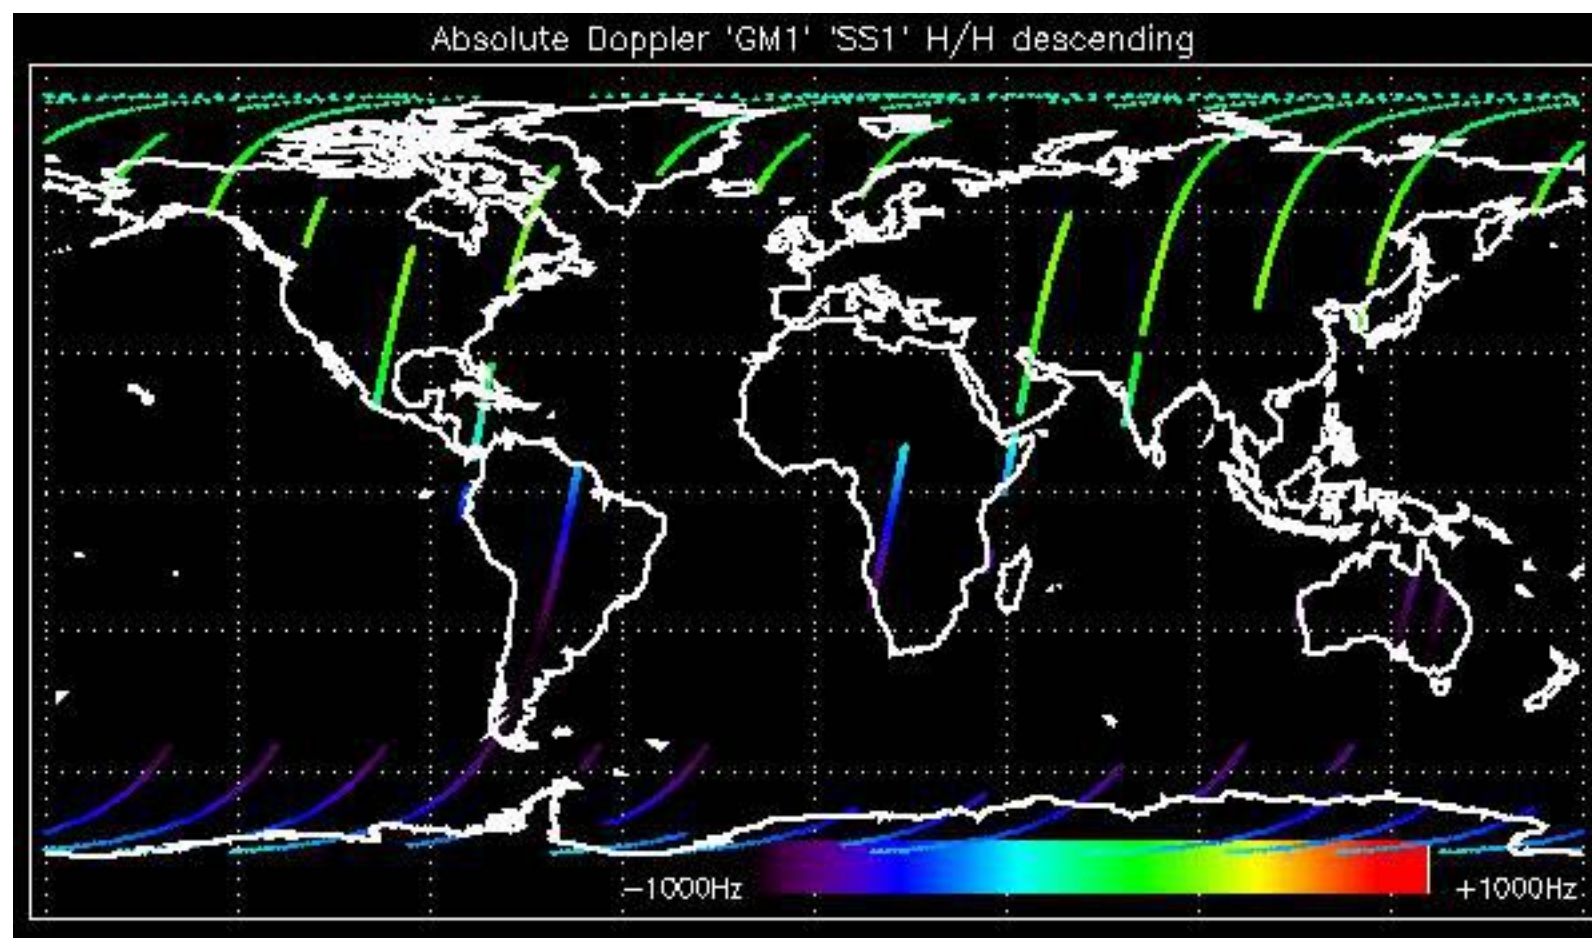 Absolute Doppler 'GM1' 'SS1' H/H descending
−1000Hz
+1000Hz